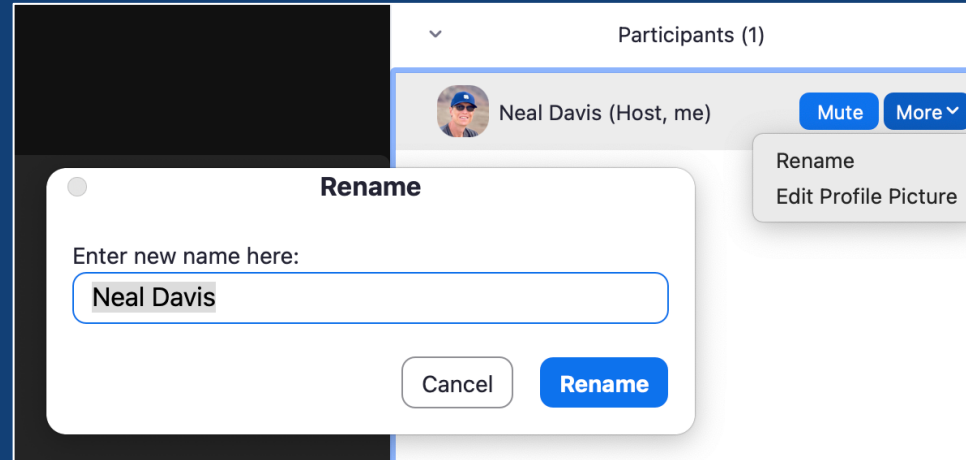 Participants (1)
Neal Davis (Host, me)
Mute
More
Rename
Edit Profile Picture
Rename
Enter new name here:
Neal Davis
Cancel
Rename